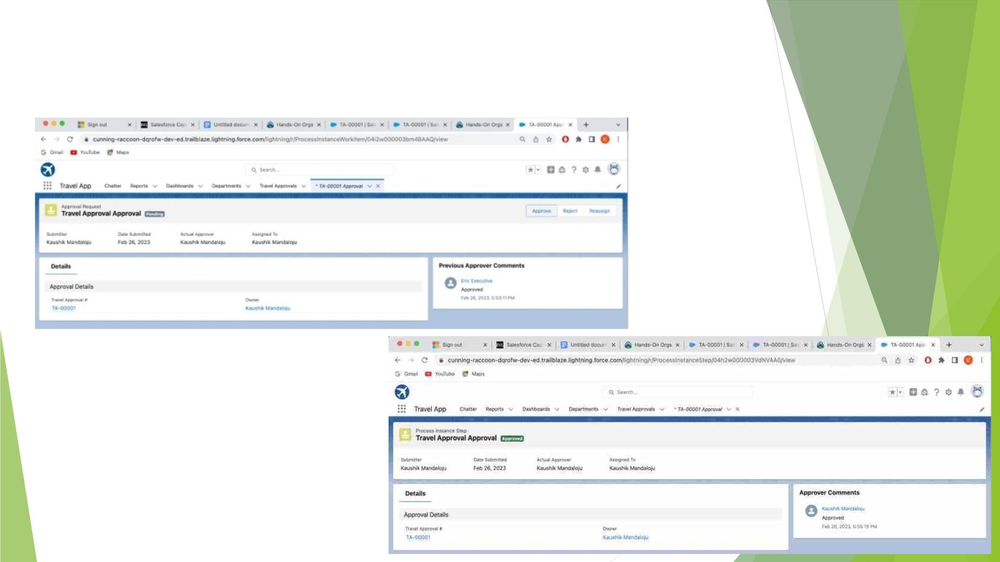 Sign out
Salesforce Cap
Untitled docum
Hands-On Orgs
TA-00001 | Sal
TA-00001 | Sal
Hands-On Orgs
TA-00001 App
cunning-raccoon-dqrofw-dev-ed.trailblaze.lightning.force.com/lightning/r/ProcessInstanceWorkitem/04i2w000003bm4BAAQ/view
Gmail YouTube Maps
Search...
Travel App Chatter Reports Dashboards Departments Travel Approvals * TA-00001 Approval
Approval Request
Travel Approval Approval Pending
Approve Reject Reassign
Submitter Date Submitted Actual Approver Assigned To
Kaushik Mandaloju Feb 26, 2023 Kaushik Mandaloju Kaushik Mandaloju
Details
Approval Details
Travel Approval # Owner
TA-00001 Kaushik Mandaloju
Previous Approver Comments
Eric Executive
Approved
Feb 26, 2023, 5:53:11 PM
Sign out
Salesforce Cap
Untitled docum
Hands-On Orgs
TA-00001 | Sal
TA-00001 | Sal
Hands-On Orgs
TA-00001 App
cunning-raccoon-dqrofw-dev-ed.trailblaze.lightning.force.com/lightning/r/ProcessInstanceStep/04h2w000003VdNVAA0/view
Gmail YouTube Maps
Search...
Travel App Chatter Reports Dashboards Departments Travel Approvals * TA-00001 Approval
Process Instance Step
Travel Approval Approval Approved
Submitter Date Submitted Actual Approver Assigned To
Kaushik Mandaloju Feb 26, 2023 Kaushik Mandaloju Kaushik Mandaloju
Details
Approval Details
Travel Approval # Owner
TA-00001 Kaushik Mandaloju
Approver Comments
Kaushik Mandaloju
Approved
Feb 26, 2023, 5:55:19 PM